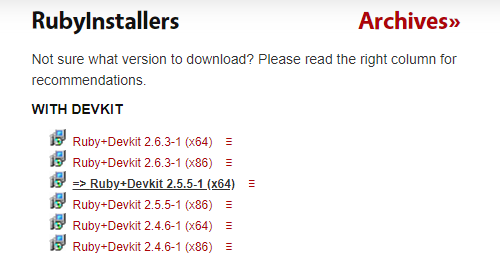 RubyInstallers Archives»
Not sure what version to download? Please read the right column for
recommendations.
WITH DEVKIT
Ruby+Devkit 2.6.3-1 (x64) ≡
Ruby+Devkit 2.6.3-1 (x86) ≡
=> Ruby+Devkit 2.5.5-1 (x64) ≡
Ruby+Devkit 2.5.5-1 (x86) ≡
Ruby+Devkit 2.4.6-1 (x64) ≡
Ruby+Devkit 2.4.6-1 (x86) ≡